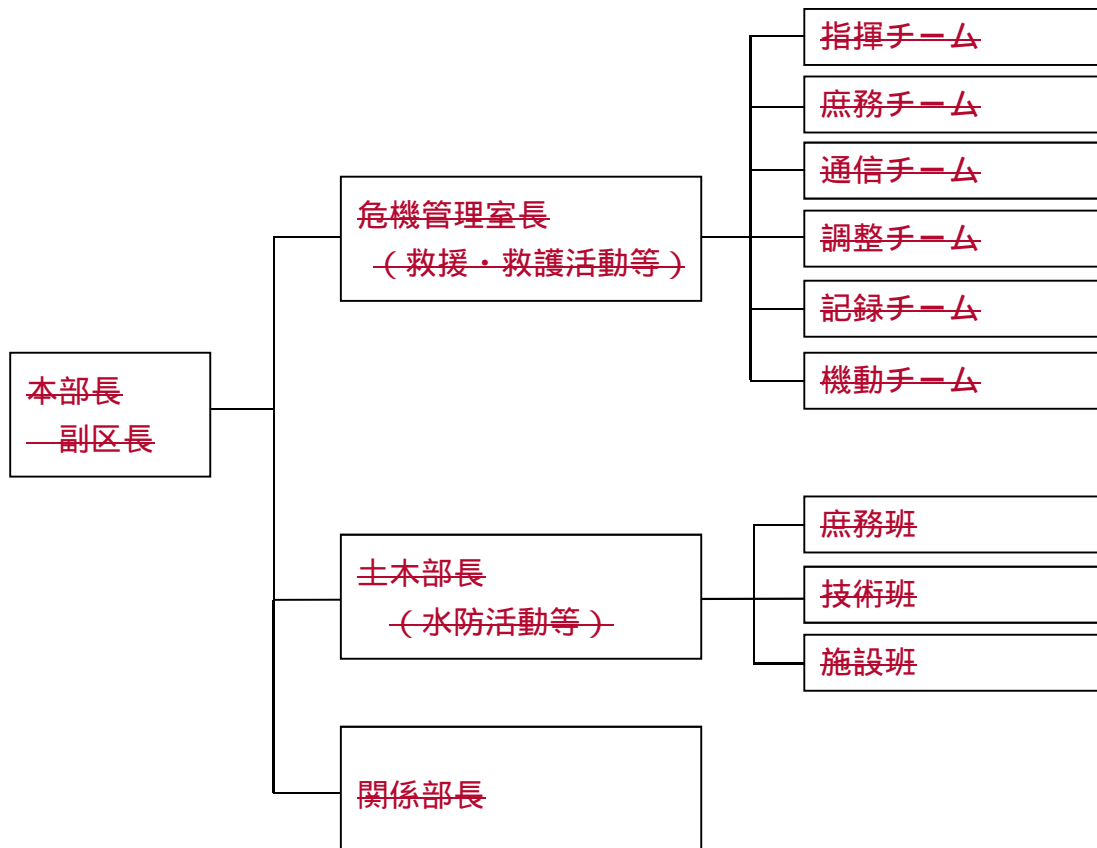 指揮チーム
庶務チーム
通信チーム
危機管理室長
（救援・救護活動等）
調整チーム
記録チーム
機動チーム
本部長
副区長
庶務班
土木部長
（水防活動等）
技術班
施設班
関係部長